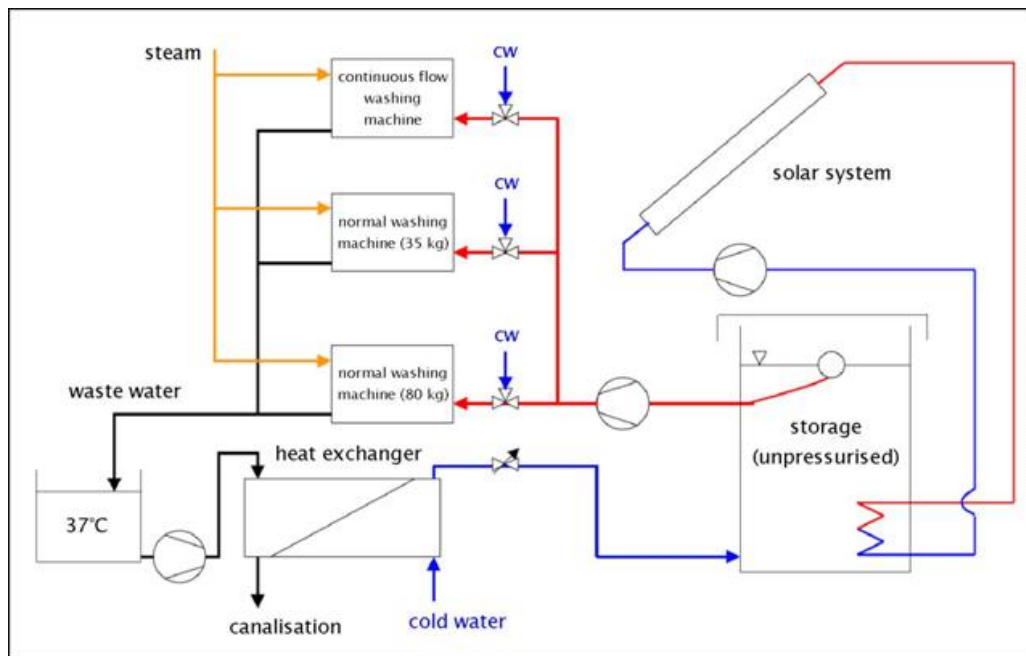 steam
continuous flow
washing
machine
cw
solar system
normal washing
machine (35 kg)
cw
normal washing
machine (80 kg)
cw
waste water
storage
(unpressurised)
heat exchanger
37°C
canalisation
cold water